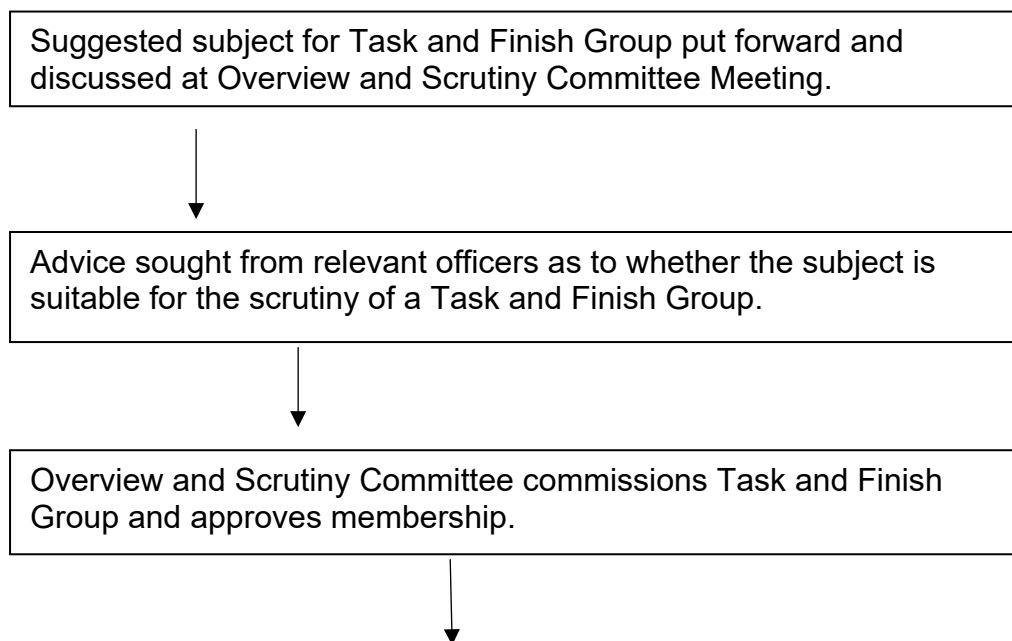 Suggested subject for Task and Finish Group put forward and
discussed at Overview and Scrutiny Committee Meeting.
Advice sought from relevant officers as to whether the subject is
suitable for the scrutiny of a Task and Finish Group.
Overview and Scrutiny Committee commissions Task and Finish
Group and approves membership.